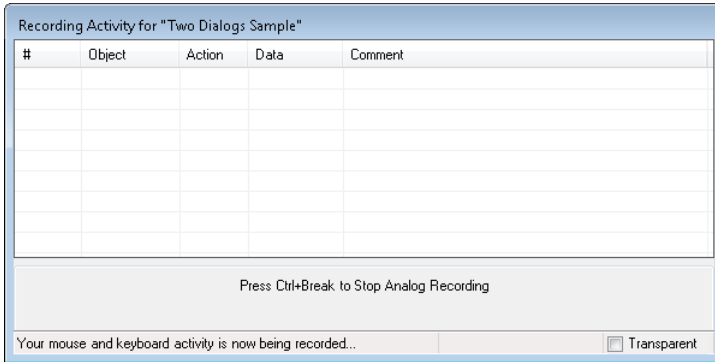 Recording Activity for "Two Dialogs Sample"
# Object Action Data Comment
Press Ctrl+Break to Stop Analog Recording
Your mouse and keyboard activity is now being recorded... Transparent